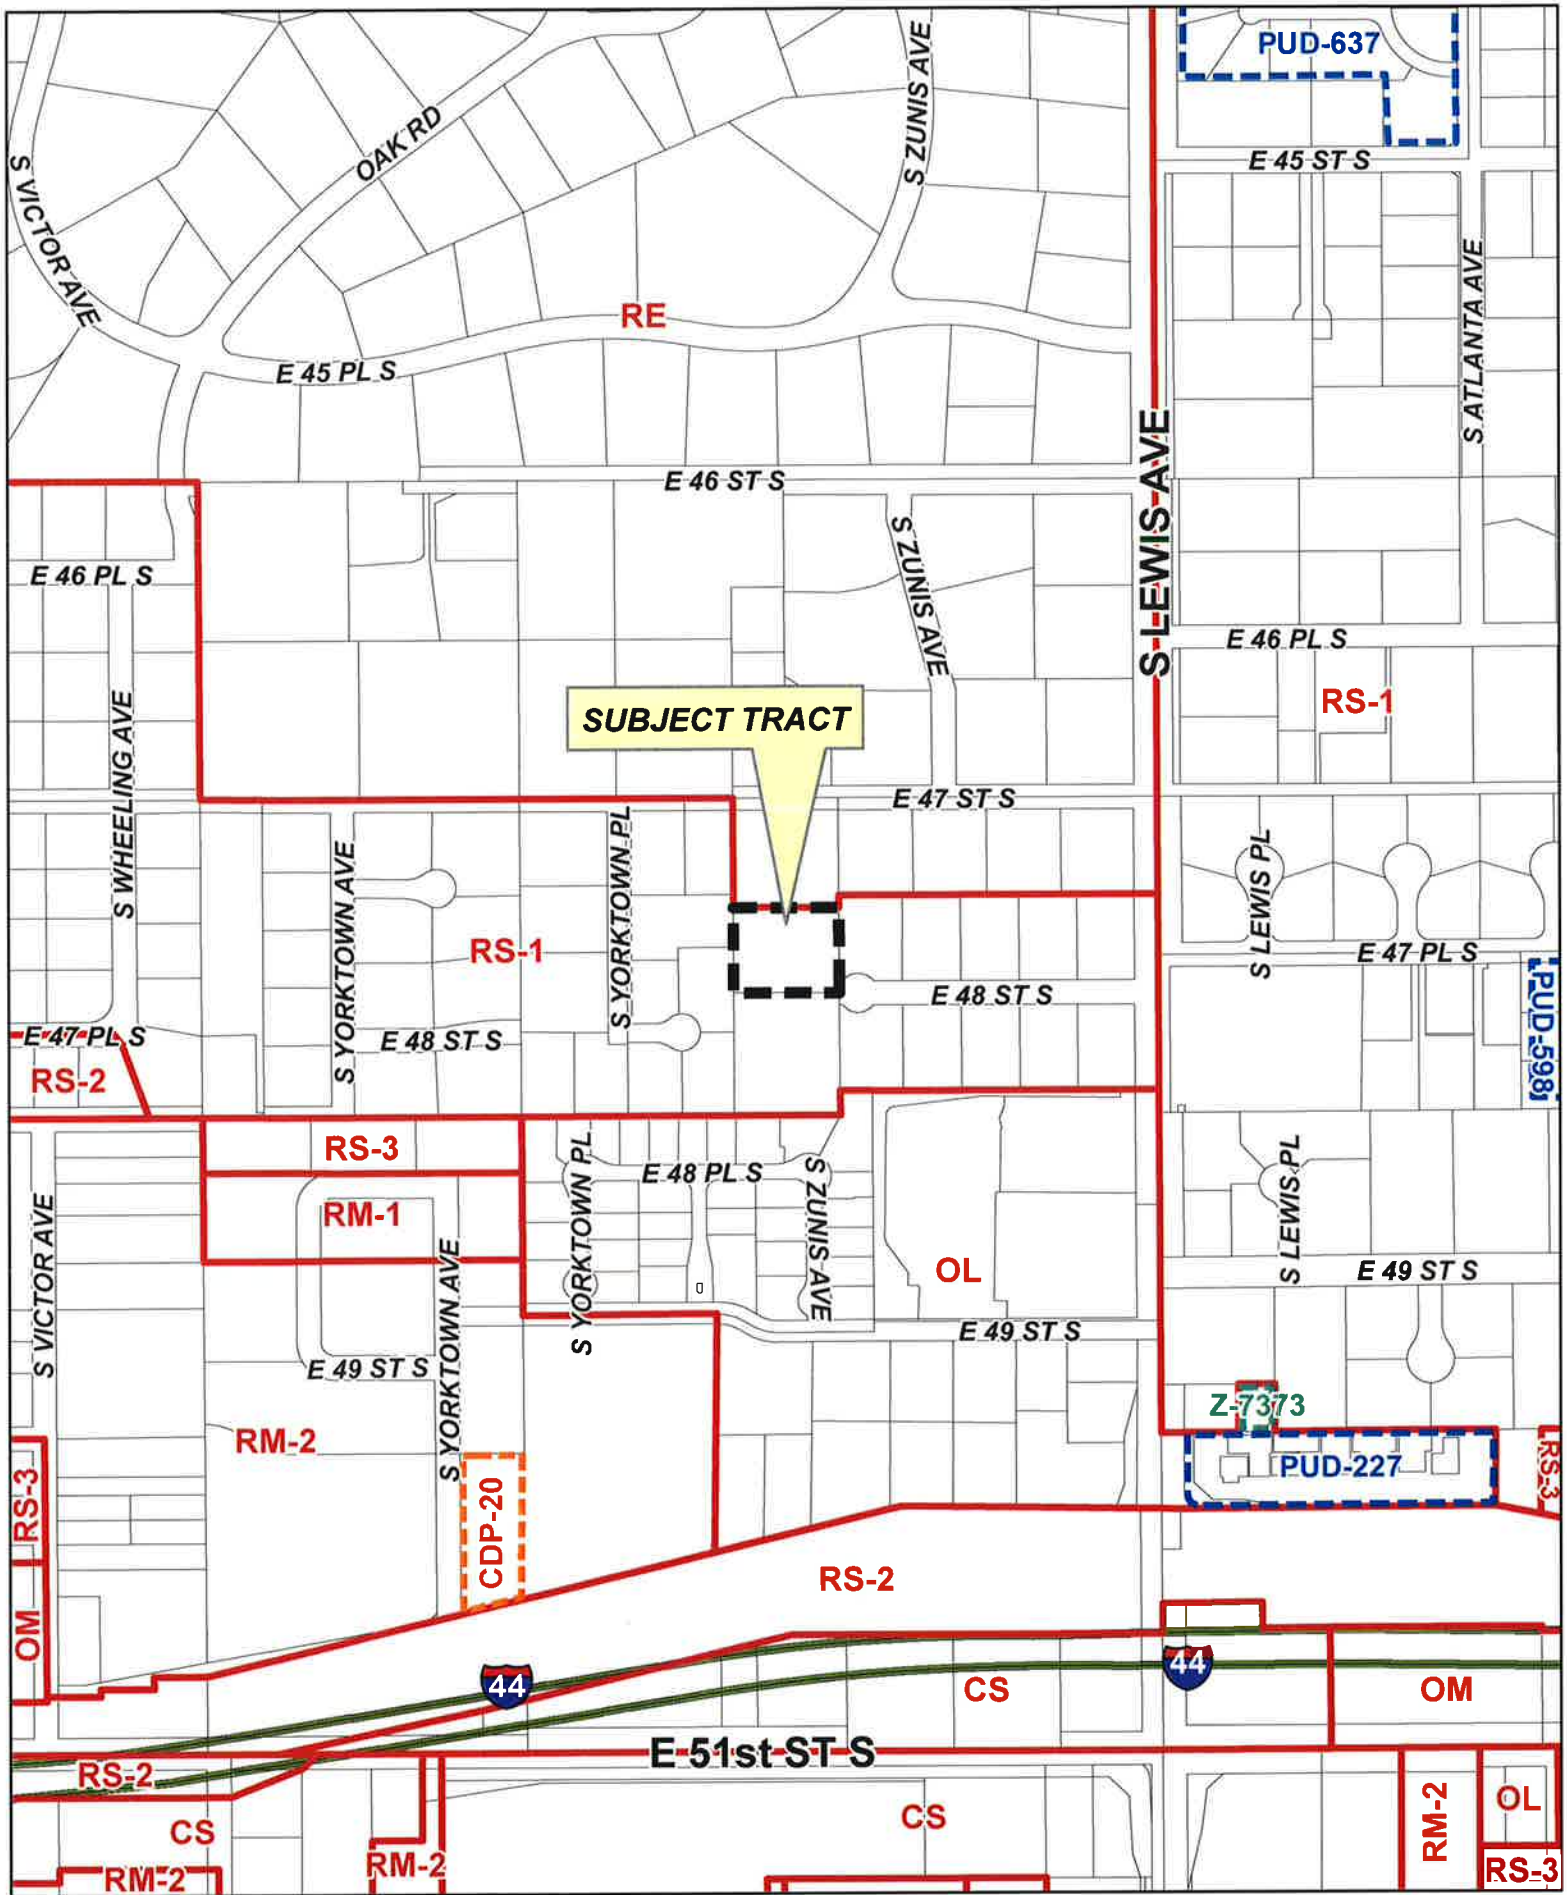 PUD-637
S ZUNIS AVE
OAK RD
E 45 ST S
S VICTOR AVE
S ATLANTA AVE
RE
E 45 PL S
E 46 ST S
S LEWIS AVE
S ZUNIS AVE
E 46 PL S
E 46 PL S
RS-1
SUBJECT TRACT
S WHEELING AVE
E 47 ST S
S YORKTOWN PL
S YORKTOWN AVE
S LEWIS PL
RS-1
E 47 PL S
E 48 ST S
PUD-598
E 47 PL S
E 48 ST S
RS-2
RS-3
E 48 PL S
S YORKTOWN PL
S ZUNIS AVE
S LEWIS PL
RM-1
S VICTOR AVE
S YORKTOWN AVE
OL
E 49 ST S
E 49 ST S
E 49 ST S
Z-7373
RM-2
PUD-227
RS-3
RS-3
CDP-20
RS-2
OM
44
44
CS
OM
E 51st ST S
RS-2
CS
CS
RM-2
OL
RM-2
RM-2
RS-3